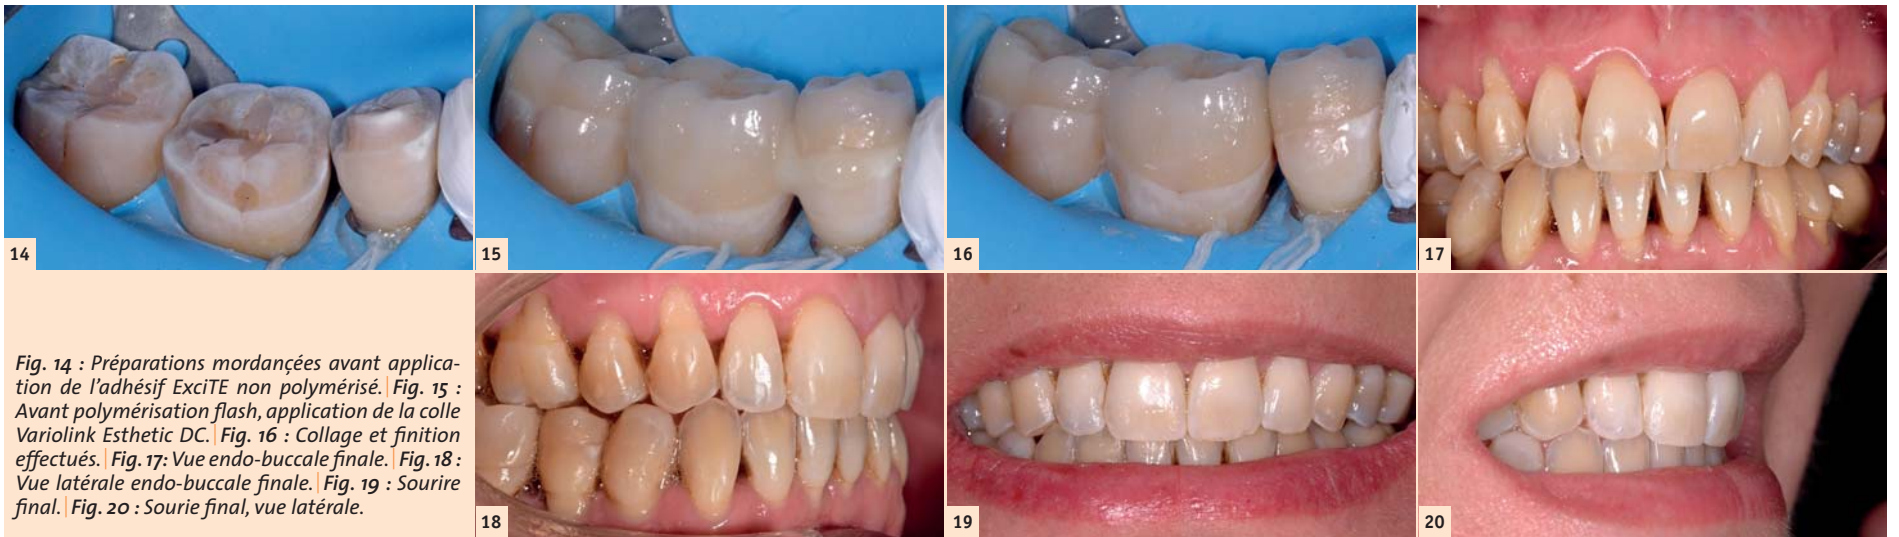 14
15
16
17
Fig. 14 : Préparations mordançées avant applica-
tion de l’adhésif ExciTE non polymérisé. | Fig. 15 :
Avant polymérisation flash, application de la colle
Variolink Esthetic DC. | Fig. 16 : Collage et finition
effectués. | Fig. 17: Vue endo-buccale finale. | Fig. 18 :
Vue latérale endo-buccale finale. | Fig. 19 : Sourire
final. | Fig. 20 : Sourie final, vue latérale.
18
19
20